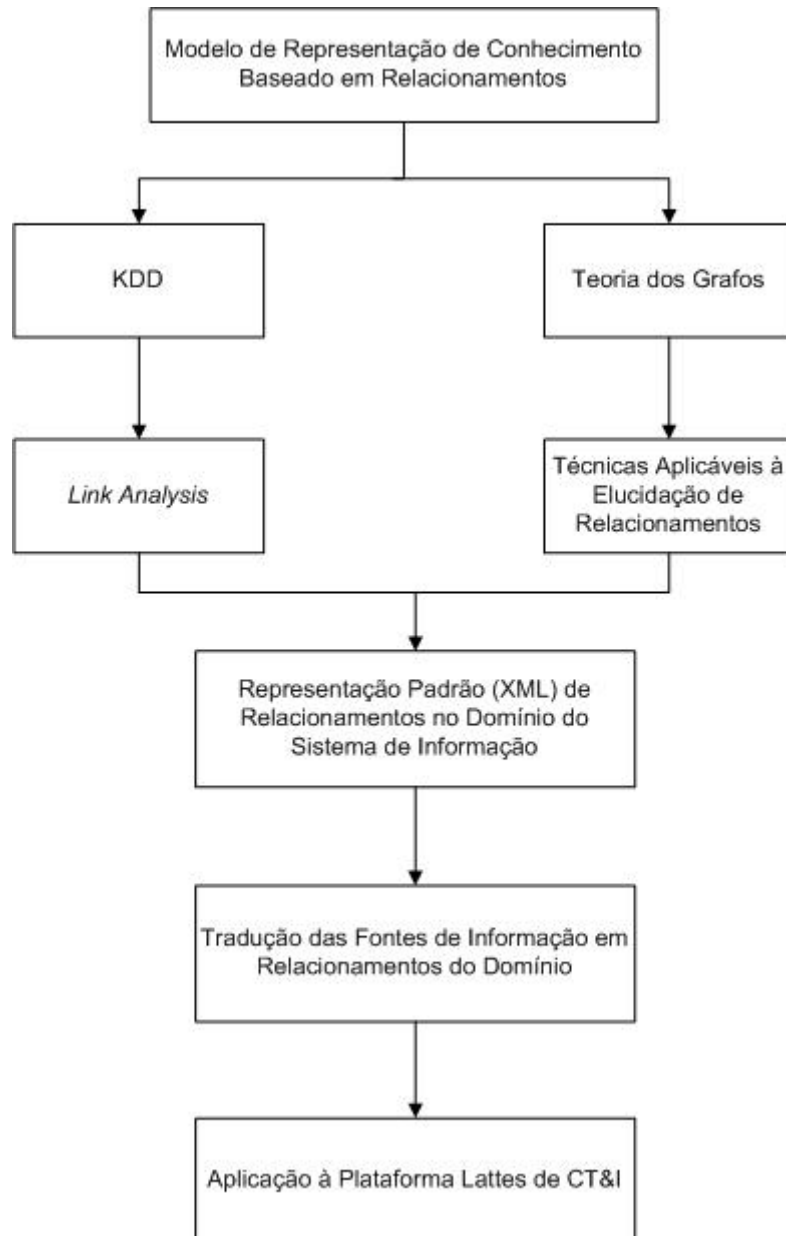 Modelo de Representação de Conhecimento
Baseado em Relacionamentos
KDD
Teoria dos Grafos
Link Analysis
Técnicas Aplicáveis à
Elucidação de
Relacionamentos
Representação Padrão (XML) de
Relacionamentos no Domínio do
Sistema de Informação
Tradução das Fontes de Informação em
Relacionamentos do Domínio
Aplicação à Plataforma Lattes de CT&I